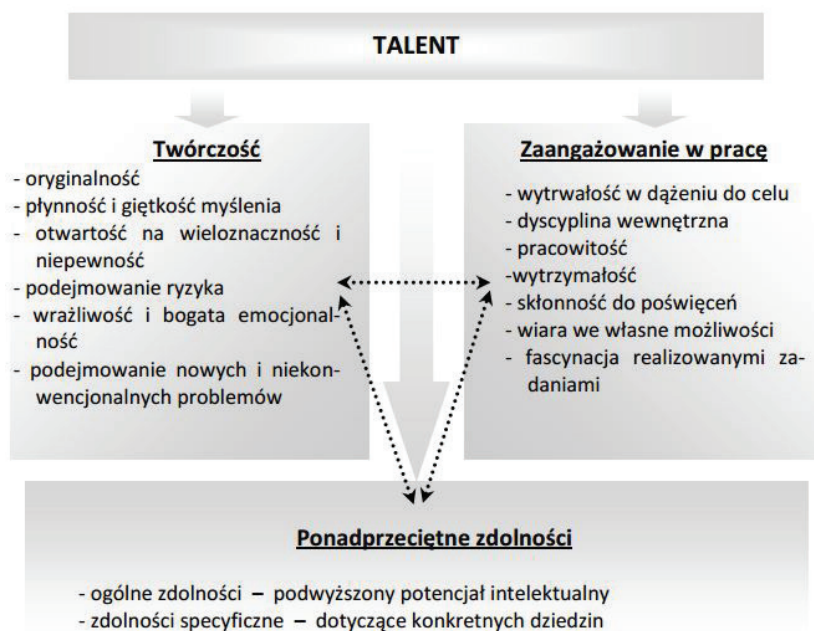 TALENT
Twórczość
- oryginalność
- płynność i giętkość myślenia
- otwartość na wieloznaczność i
niepewność
- podejmowanie ryzyka
- wrażliwość i bogata emocjonal-
ność
- podejmowanie nowych i niekon-
wencjonalnych problemów
Zaangażowanie w pracę
- wytrwałość w dążeniu do celu
- dyscyplina wewnętrzna
- pracowitość
-wytrzymałość
- skłonność do poświęceń
- wiara we własne możliwości
- fascynacja realizowanymi za-
daniami
Ponadprzeciętne zdolności
- ogólne zdolności – podwyższony potencjał intelektualny
- zdolności specyficzne – dotyczące konkretnych dziedzin